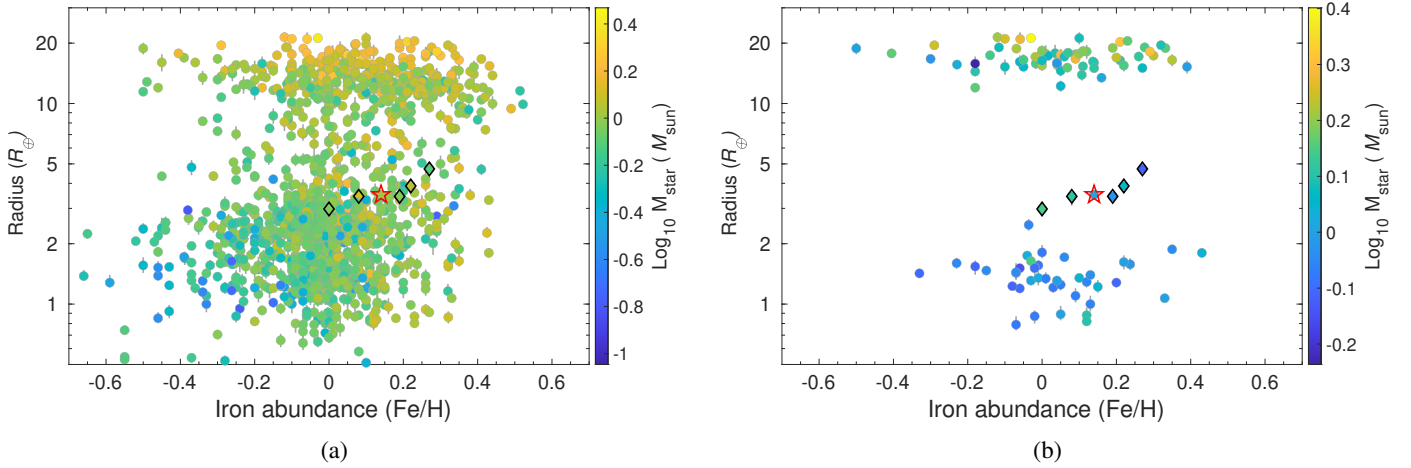 20
10
5
2
1
Radius (R⊕)
-0.6 -0.4 -0.2 0 0.2 0.4 0.6
Iron abundance (Fe/H)
0.4
0.2
0
-0.2
-0.4
-0.6
-0.8
-1
Log10 Mstar ( Msun)
(a)
20
10
5
2
1
Radius (R⊕)
-0.6 -0.4 -0.2 0 0.2 0.4 0.6
Iron abundance (Fe/H)
0.4
0.3
0.2
0.1
0
-0.1
-0.2
Log10 Mstar ( Msun)
(b)